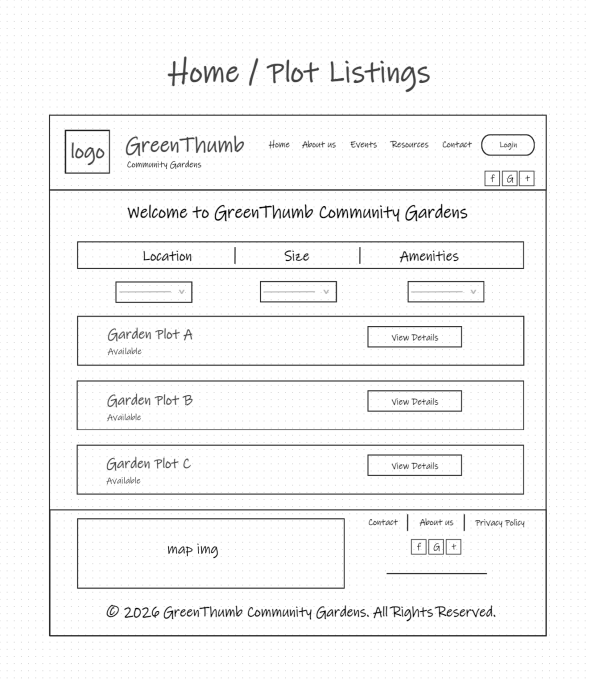 Home / Plot Listings
logo
GreenThumb
Community Gardens
Home About us Events Resources Contact Login
f G t
Welcome to GreenThumb Community Gardens
Location Size Amenities
Garden Plot A
Available
View Details
Garden Plot B
Available
View Details
Garden Plot C
Available
View Details
map img
Contact About us Privacy Policy
f G t
© 2026 GreenThumb Community Gardens. All Rights Reserved.